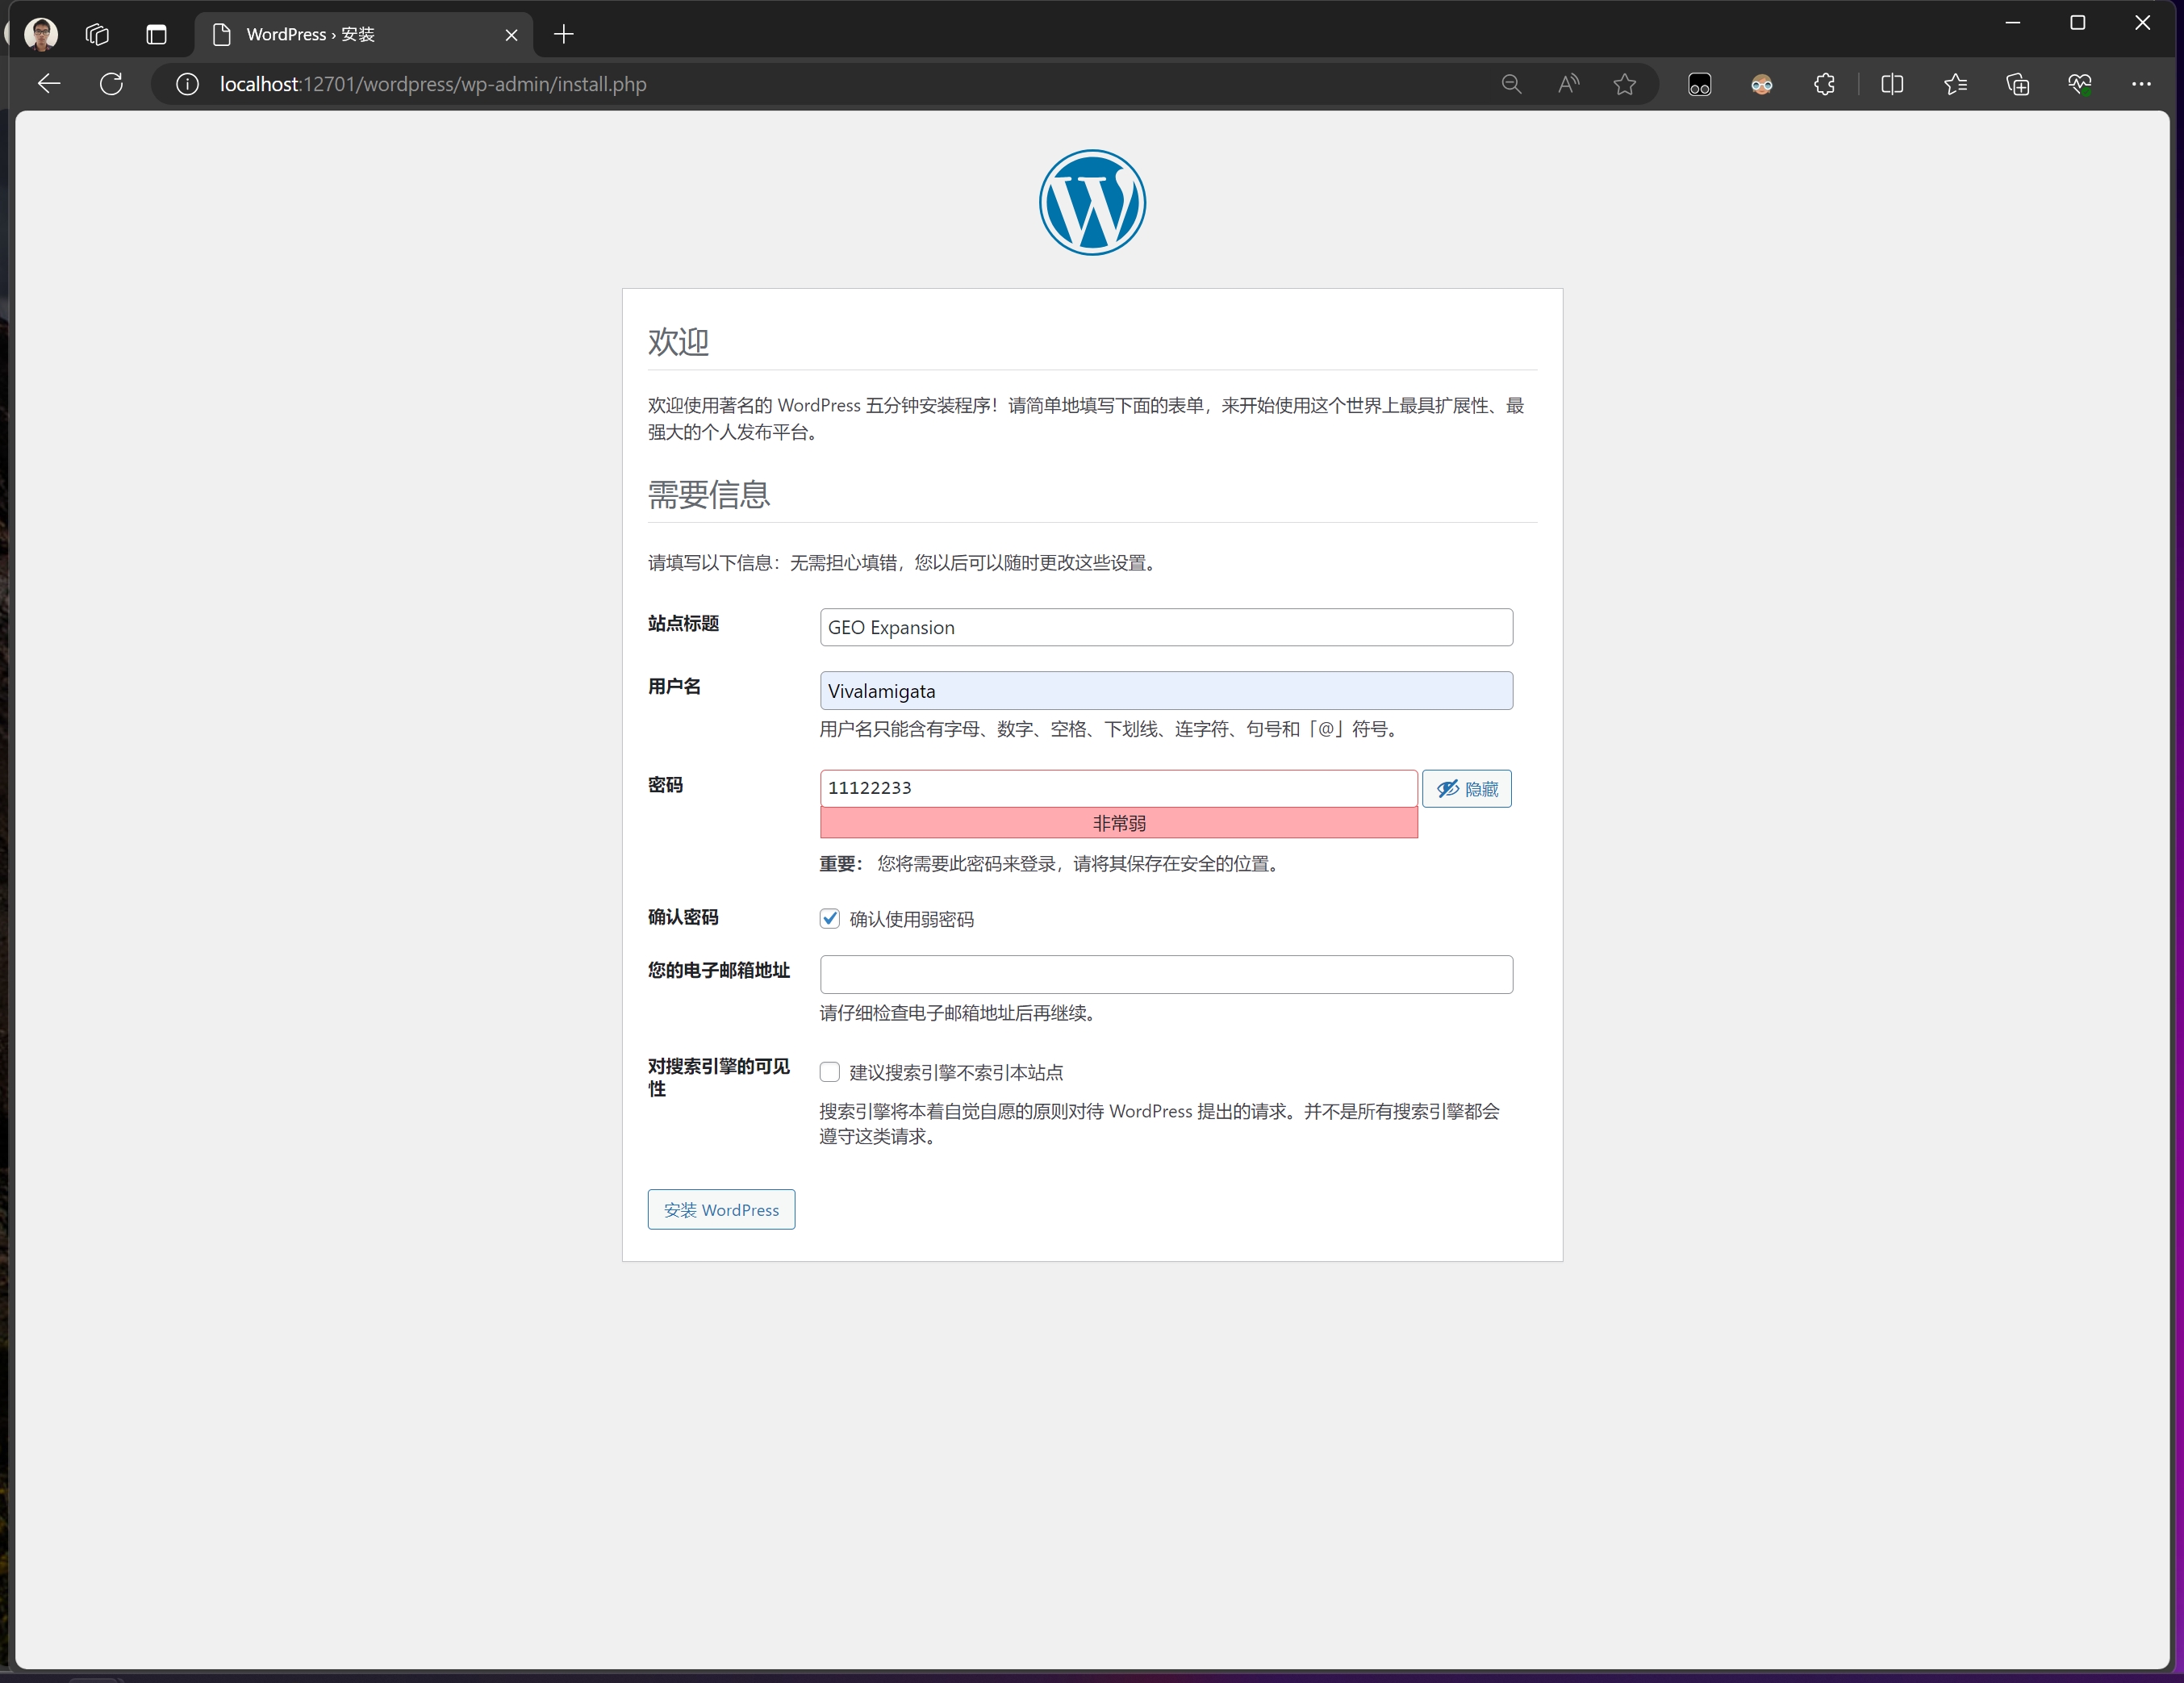 WordPress › 安装
localhost:12701/wordpress/wp-admin/install.php
欢迎
欢迎使用著名的 WordPress 五分钟安装程序！请简单地填写下面的表单，来开始使用这个世界上最具扩展性、最
强大的个人发布平台。
需要信息
请填写以下信息：无需担心填错，您以后可以随时更改这些设置。
站点标题
GEO Expansion
用户名
Vivalamigata
用户名只能含有字母、数字、空格、下划线、连字符、句号和「@」符号。
密码
11122233
隐藏
非常弱
重要： 您将需要此密码来登录，请将其保存在安全的位置。
确认密码
确认使用弱密码
您的电子邮箱地址
请仔细检查电子邮箱地址后再继续。
对搜索引擎的可见
性
建议搜索引擎不索引本站点
搜索引擎将本着自觉自愿的原则对待 WordPress 提出的请求。并不是所有搜索引擎都会
遵守这类请求。
安装 WordPress